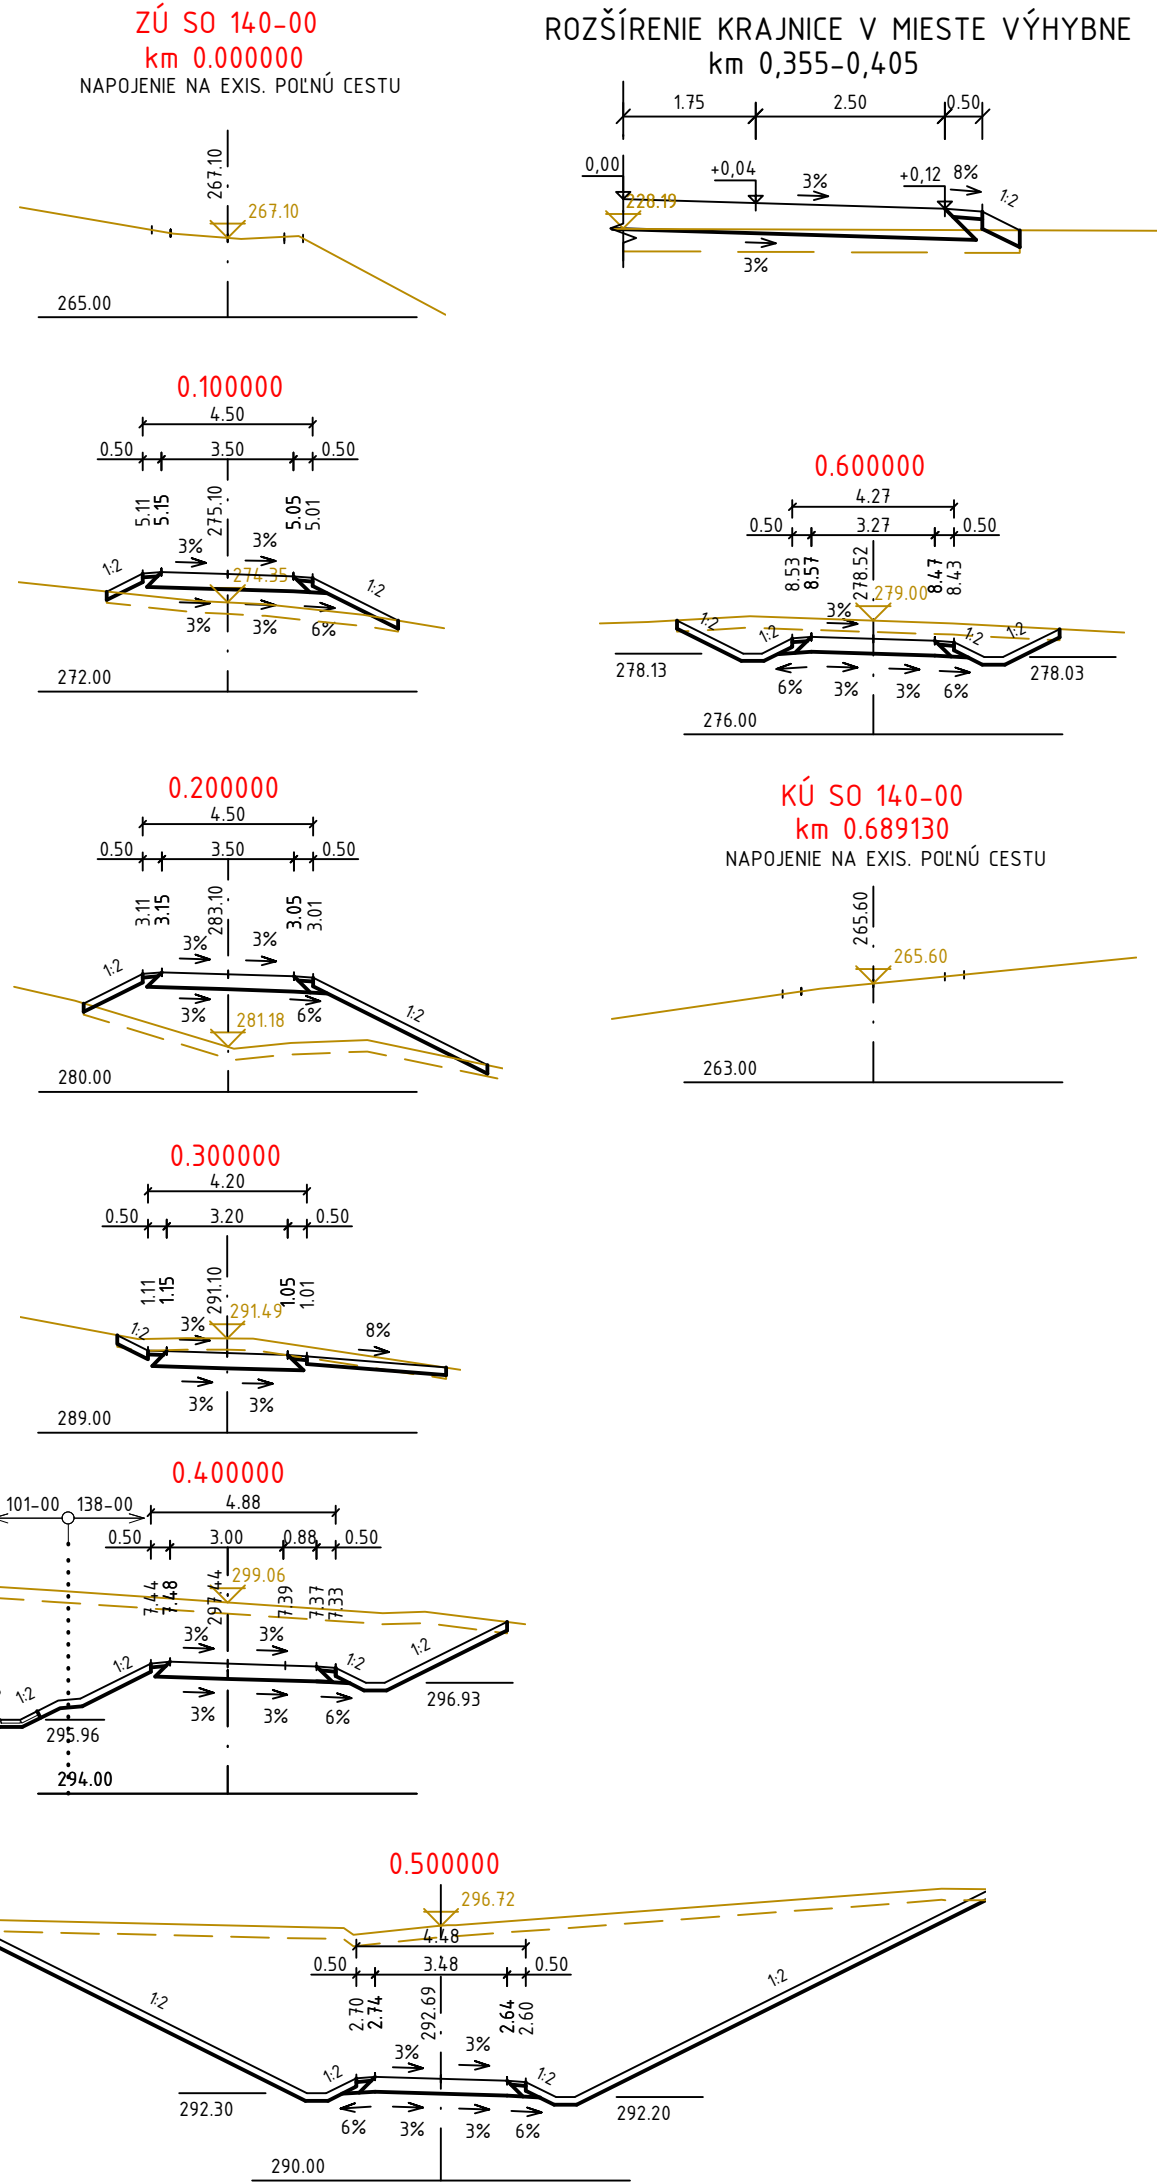 ZÚ SO 140-00
km 0.000000
NAPOJENIE NA EXIS. POĽNÚ CESTU
267.10
267.10
265.00
ROZŠÍRENIE KRAJNICE V MIESTE VÝHYBNE
km 0,355-0,405
1.75 2.50 0.50
0,00 +0,04 3% +0,12 8% 1:2
228.19
3%
0.100000
4.50
0.50 3.50 0.50
5.11 5.15 275.10 5.05 5.01
1:2 3% 3% 1:2
274.35
3% 3% 6%
272.00
0.600000
4.27
0.50 3.27 0.50
8.53 8.57 278.52 8.47 8.43
279.00
1:2 1:2 3% 1:2 1:2
278.13 278.03
6% 3% 3% 6%
276.00
0.200000
4.50
0.50 3.50 0.50
3.11 3.15 283.10 3.05 3.01
1:2 3% 3% 1:2
3% 6%
281.18
280.00
KÚ SO 140-00
km 0.689130
NAPOJENIE NA EXIS. POĽNÚ CESTU
265.60
265.60
263.00
0.300000
4.20
0.50 3.20 0.50
1.11 1.15 291.10 1.05 1.01
291.49
1:2 3% 8%
3% 3%
289.00
0.400000
101-00 138-00 4.88
0.50 3.00 0.88 0.50
7.44 7.48 297.44 7.39 7.37 7.33
299.06
1:2 1:2 3% 3% 1:2
296.93
3% 3% 6%
295.96
294.00
0.500000
296.72
4.48
0.50 3.48 0.50
2.70 2.74 292.69 2.64 2.60
1:2 1:2 3% 3% 1:2 1:2
292.30 292.20
6% 3% 3% 6%
290.00